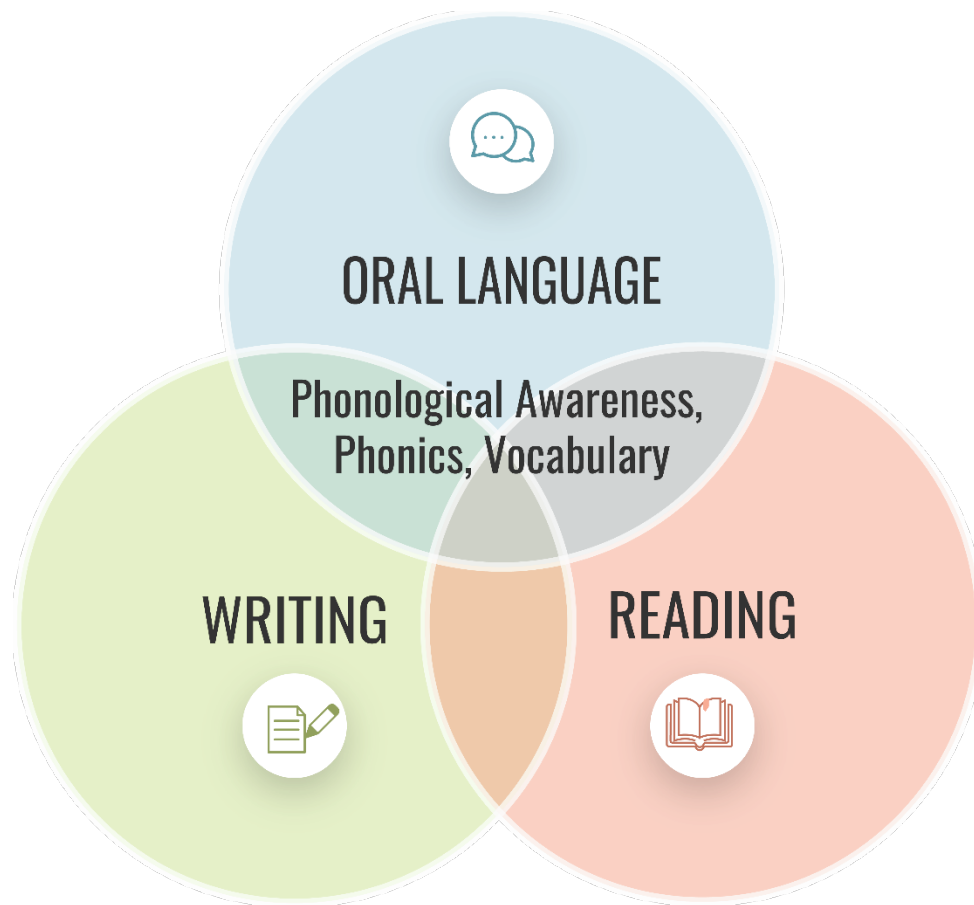 ORAL LANGUAGE
Phonological Awareness,
Phonics, Vocabulary
WRITING
READING